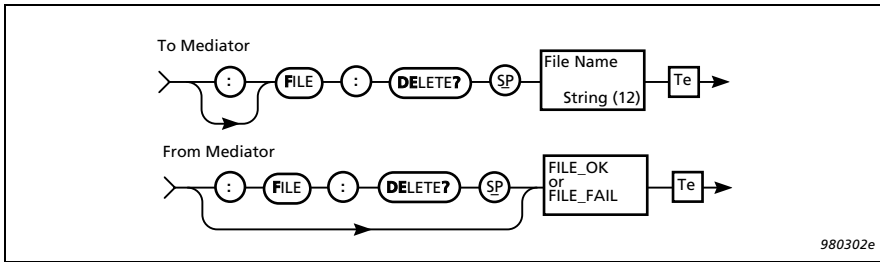 To Mediator
: FILE : DELETE? SP File Name
String (12) Te
From Mediator
: FILE : DELETE? SP FILE_OK
or
FILE_FAIL Te
980302e